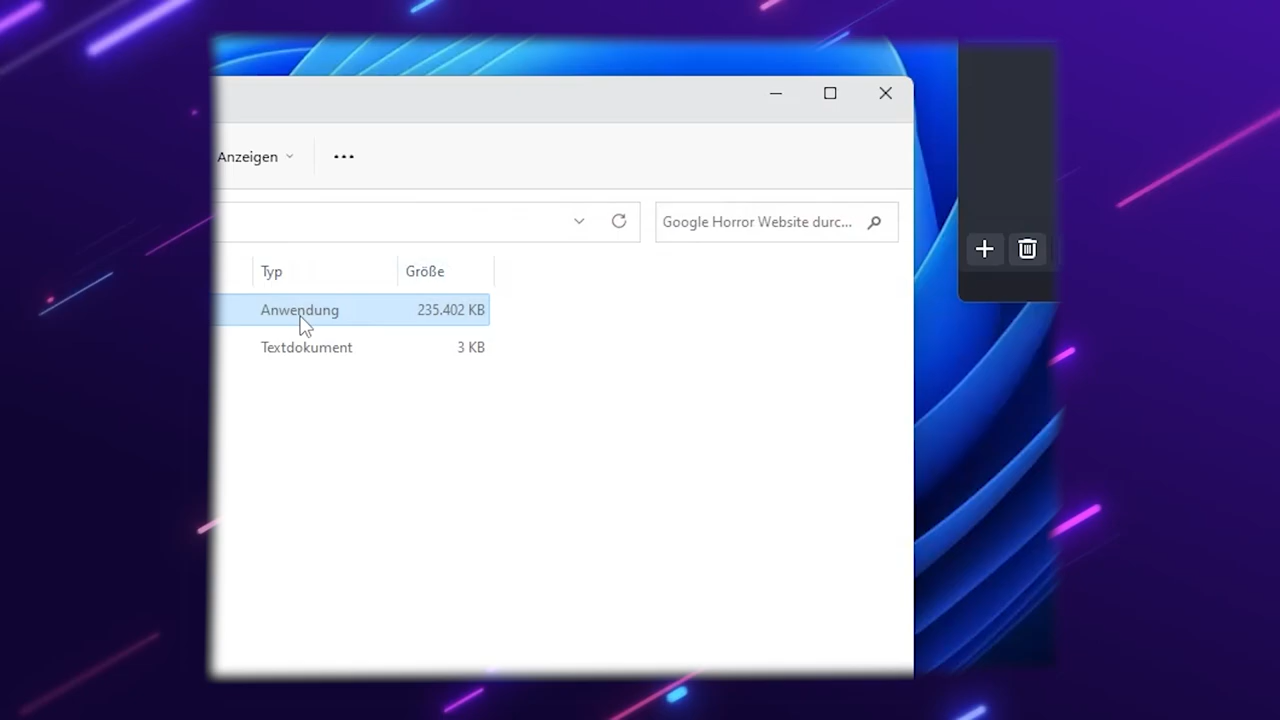 Anzeigen
Google Horror Website durc...
Typ Größe
Anwendung 235.402 KB
Textdokument 3 KB